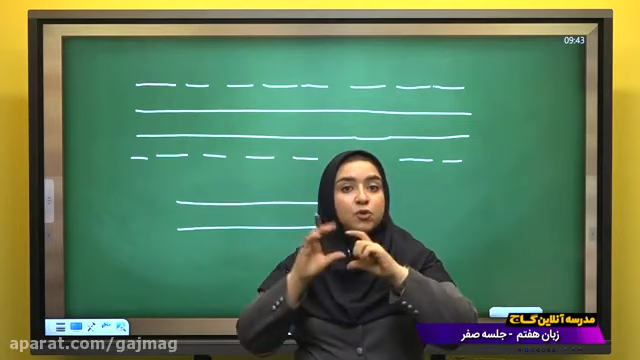 09:43
مدرسه آنلاین گاج
زبان هفتم - جلسه صفر
aparat.com/gajmag